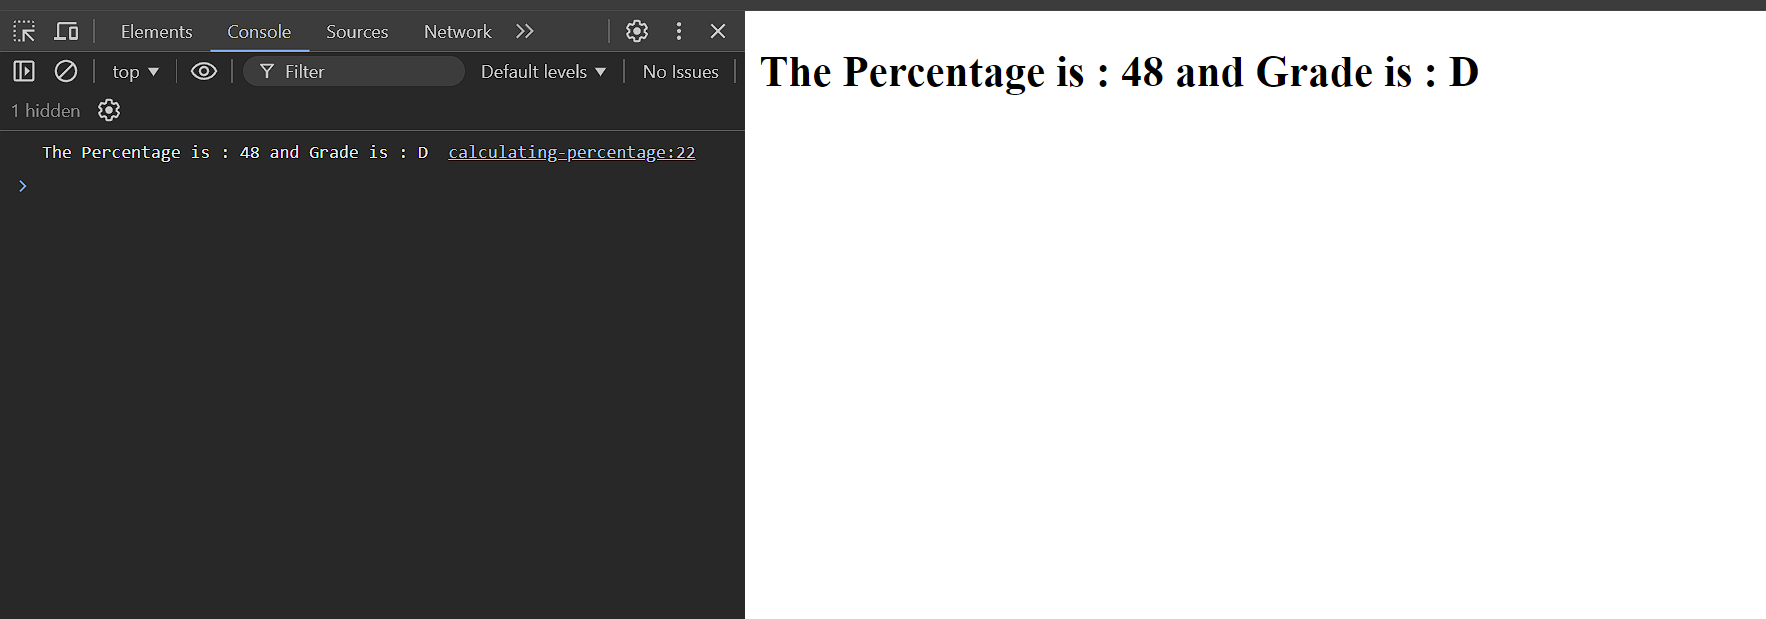 Elements Console Sources Network
top Filter Default levels No Issues
1 hidden
The Percentage is : 48 and Grade is : D calculating-percentage:22
The Percentage is : 48 and Grade is : D